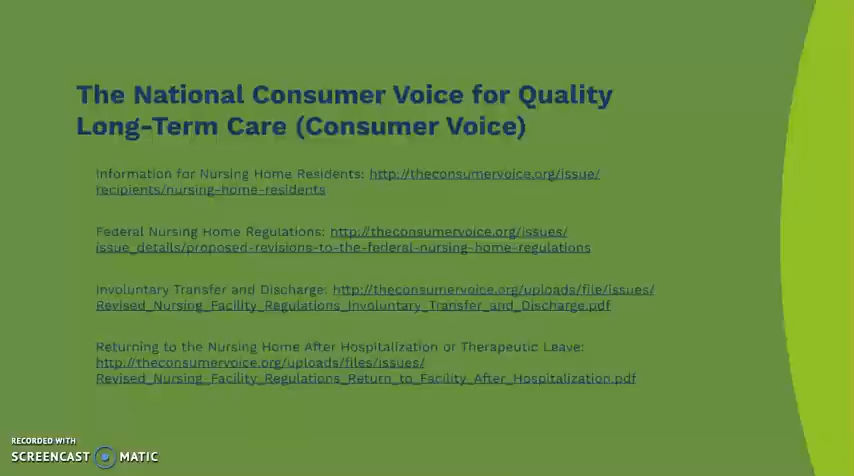 The National Consumer Voice for Quality
Long-Term Care (Consumer Voice)
Information for Nursing Home Residents: http://theconsumervoice.org/issue/
recipients/nursing-home-residents
Federal Nursing Home Regulations: http://theconsumervoice.org/issues/
issue_details/proposed-revisions-to-the-federal-nursing-home-regulations
Involuntary Transfer and Discharge: http://theconsumervoice.org/uploads/file/issues/
Revised_Nursing_Facility_Regulations_Involuntary_Transfer_and_Discharge.pdf
Returning to the Nursing Home After Hospitalization or Therapeutic Leave:
http://theconsumervoice.org/uploads/files/issues/
Revised_Nursing_Facility_Regulations_Return_to_Facility_After_Hospitalization.pdf
RECORDED WITH
SCREENCAST MATIC